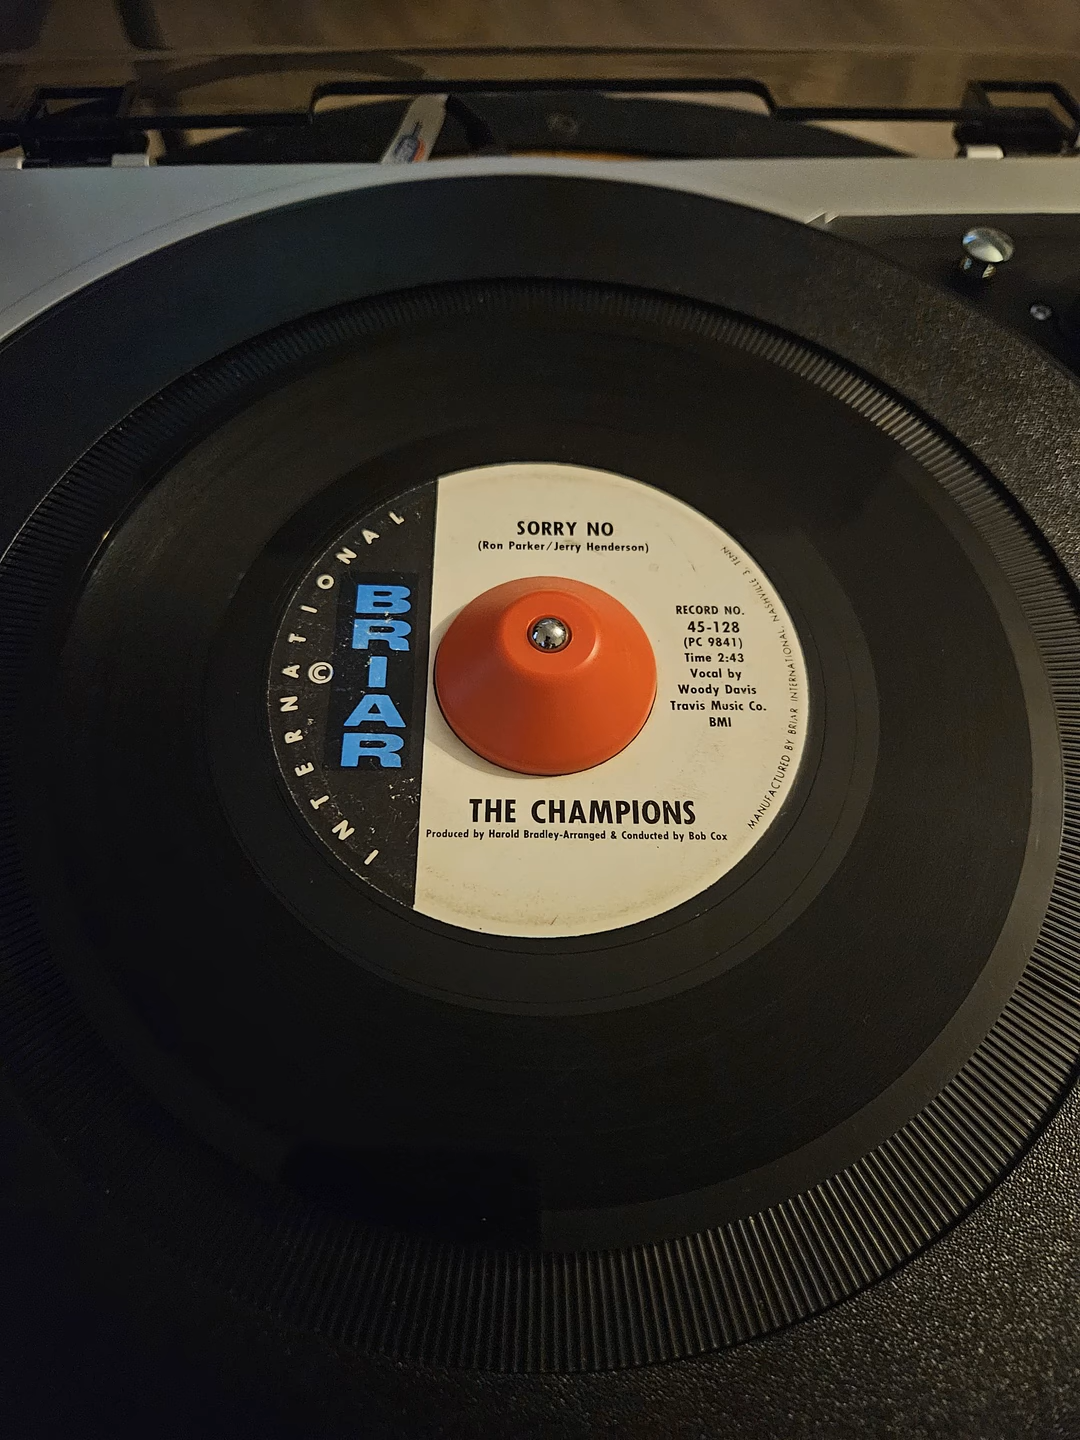 SORRY NO
(Ron Parker/Jerry Henderson)
INTERNATIONAL
©
BRIAR
RECORD NO.
45-128
(PC 9841)
Time 2:43
Vocal by
Woody Davis
Travis Music Co.
BMI
THE CHAMPIONS
Produced by Harold Bradley-Arranged & Conducted by Bob Cox
MANUFACTURED BY BRIAR INTERNATIONAL, NASHVILLE 3, TENN